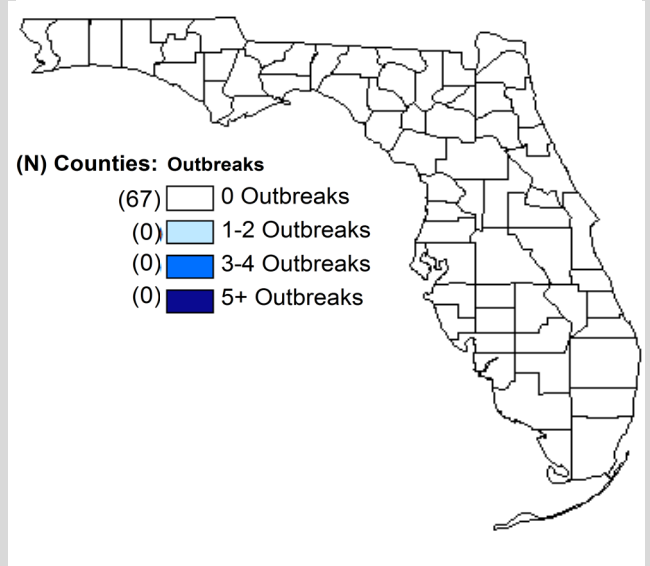 (N) Counties: Outbreaks
(67) 0 Outbreaks
(0) 1-2 Outbreaks
(0) 3-4 Outbreaks
(0) 5+ Outbreaks